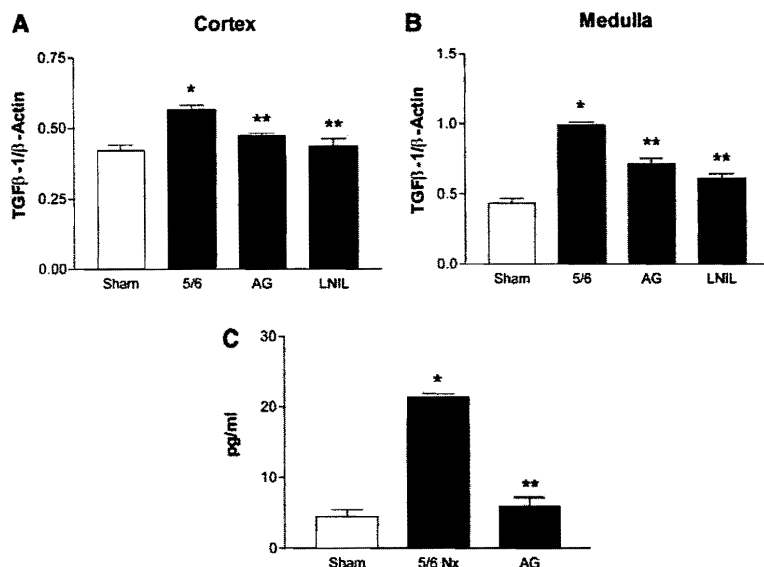 A
Cortex
TGFβ-1/β-Actin
0.75
0.50
0.25
0.00
*
**
**
Sham 5/6 AG LNIL
B
Medulla
TGFβ-1/β-Actin
1.5
1.0
0.5
0.0
*
**
**
Sham 5/6 AG LNIL
C
pg/ml
30
20
10
0
*
**
Sham 5/6 Nx AG